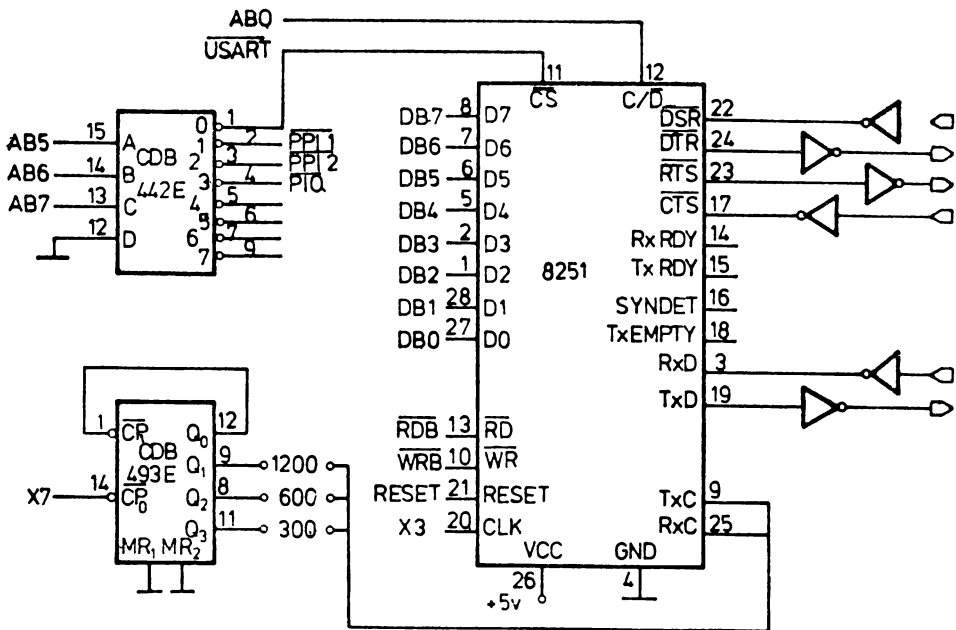 ABQ
USART
11
12
CS
C/D
AB5
15
A
AB6
14
B
AB7
13
C
12
D
CDB
442E
0
1
1
2
PPI 1
2
3
PPI 2
3
4
PIQ
4
5
5
6
6
7
7
9
DB7
8
D7
DB6
7
D6
DB5
6
D5
DB4
5
D4
DB3
2
D3
DB2
1
D2
DB1
28
D1
DB0
27
D0
8251
DSR
22
DTR
24
RTS
23
CTS
17
RxRDY
14
TxRDY
15
SYNDET
16
TxEMPTY
18
RxD
3
TxD
19
RDB
13
RD
WRB
10
WR
RESET
21
RESET
X3
20
CLK
TxC
9
RxC
25
VCC
GND
26
+5v
4
1
CP1
Q0
12
CDB
493E
Q1
9
1200
X7
14
CP0
Q2
8
600
Q3
11
300
MR1
MR2